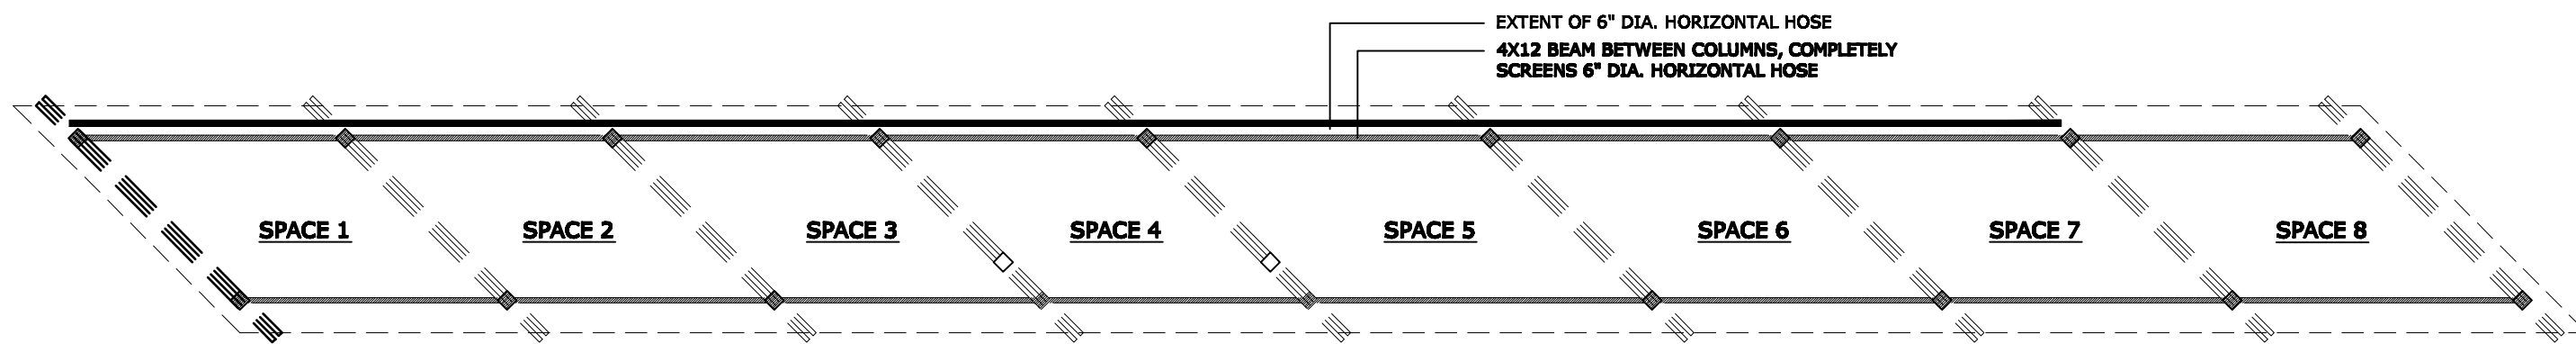 EXTENT OF 6" DIA. HORIZONTAL HOSE
4X12 BEAM BETWEEN COLUMNS, COMPLETELY
SCREENS 6" DIA. HORIZONTAL HOSE
SPACE 1
SPACE 2
SPACE 3
SPACE 4
SPACE 5
SPACE 6
SPACE 7
SPACE 8